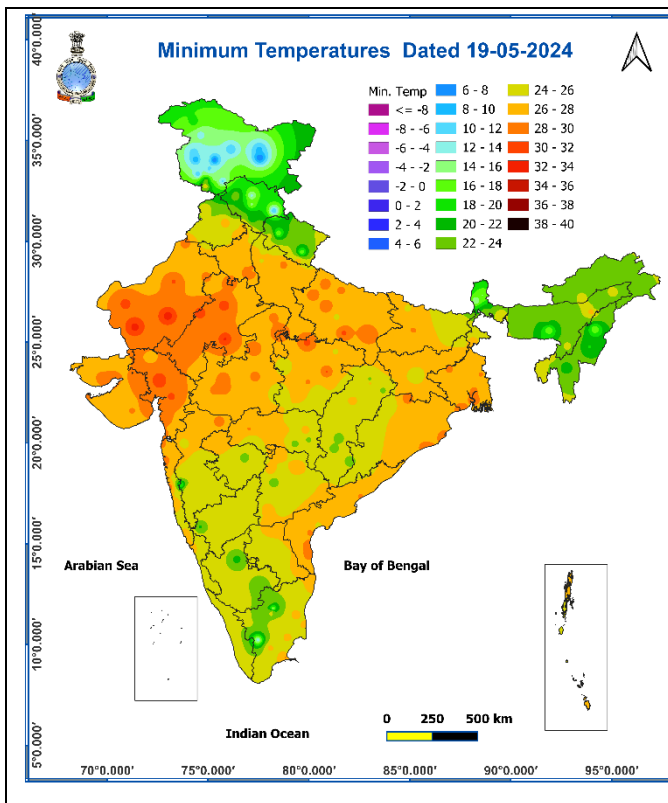 Minimum Temperatures Dated 19-05-2024
Min. Temp
<= -8
-8 - -6
-6 - -4
-4 - -2
-2 - 0
0 - 2
2 - 4
4 - 6
6 - 8
8 - 10
10 - 12
12 - 14
14 - 16
16 - 18
18 - 20
20 - 22
22 - 24
24 - 26
26 - 28
28 - 30
30 - 32
32 - 34
34 - 36
36 - 38
38 - 40
40°0.000'
35°0.000'
30°0.000'
25°0.000'
20°0.000'
15°0.000'
10°0.000'
5°0.000'
Arabian Sea
Bay of Bengal
Indian Ocean
0 250 500 km
70°0.000' 75°0.000' 80°0.000' 85°0.000' 90°0.000' 95°0.000'